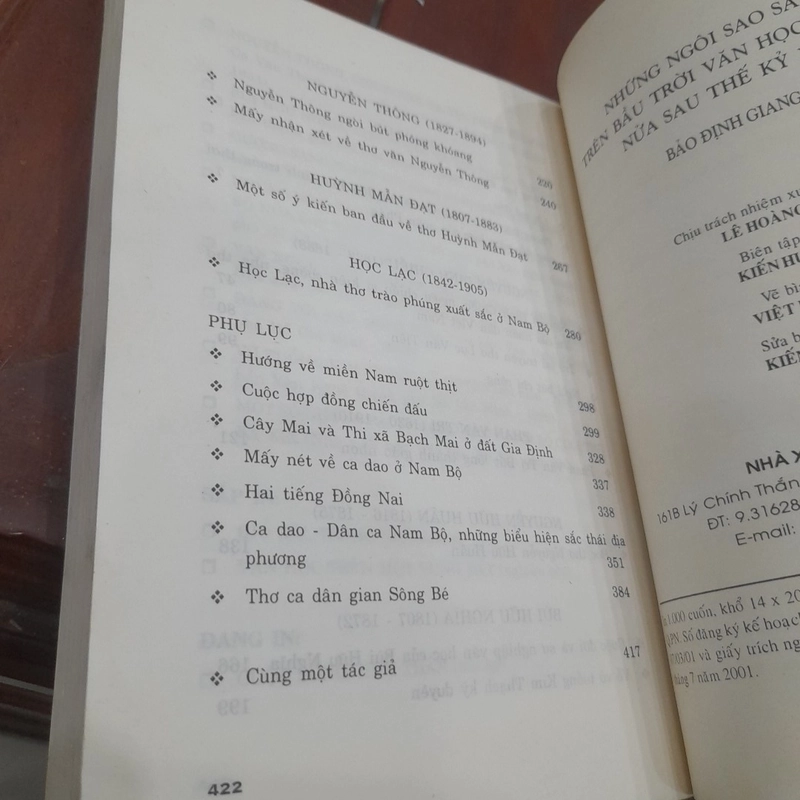 NGUYỄN THÔNG (1827-1894)
❖ Nguyễn Thông ngòi bút phóng khoáng 220
❖ Mấy nhận xét về thơ văn Nguyễn Thông 240
HUỲNH MẪN ĐẠT (1807-1883)
❖ Một số ý kiến ban đầu về thơ Huỳnh Mẫn Đạt 267
HỌC LẠC (1842-1905)
❖ Học Lạc, nhà thơ trào phúng xuất sắc ở Nam Bộ 280
PHỤ LỤC
❖ Hướng về miền Nam ruột thịt 298
❖ Cuộc hợp đồng chiến đấu 299
❖ Cây Mai và Thi xã Bạch Mai ở đất Gia Định 328
❖ Mấy nét về ca dao ở Nam Bộ 337
❖ Hai tiếng Đồng Nai 338
❖ Ca dao - Dân ca Nam Bộ, những biểu hiện sắc thái địa
phương 351
❖ Thơ ca dân gian Sông Bé 384
❖ Cùng một tác giả 417
422
NHỮNG NGÔI SAO
TRÊN BẦU TRỜI VĂN HỌC
NỬA SAU THẾ KỶ
BẢO ĐỊNH GIANG
Chịu trách nhiệm
LÊ HOÀNG
Biên tập
KIẾN
Vẽ
VIỆT
Sửa
KIẾN
NHÀ
161B Lý Chính Thắng
ĐT: 9.31628
E-mail:
1.000 cuốn, khổ 14 x 20
Số đăng ký kế hoạch
và giấy trích
7 năm 2001.